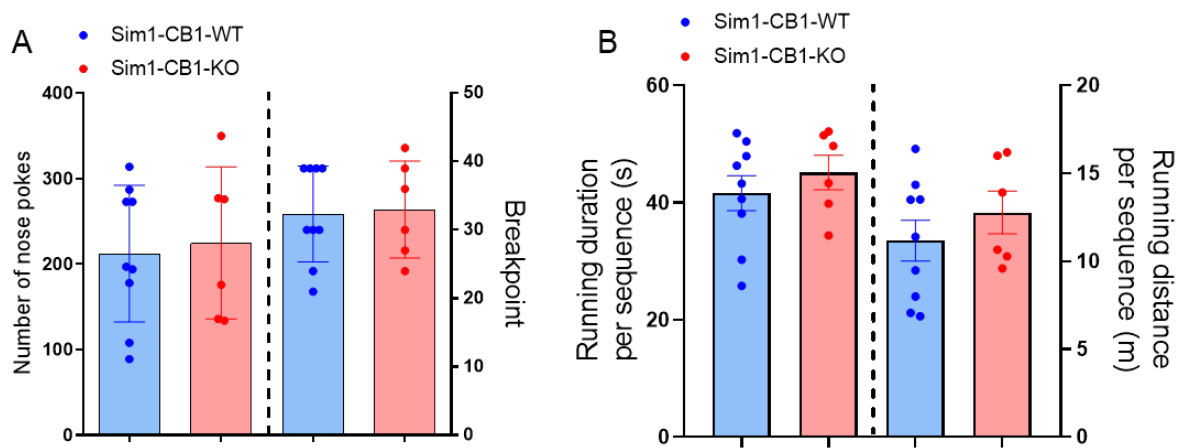 A
Sim1-CB1-WT
Sim1-CB1-KO
Number of nose pokes
400
300
200
100
0
50
40
30
20
10
0
Breakpoint
B
Sim1-CB1-WT
Sim1-CB1-KO
Running duration
per sequence (s)
60
40
20
0
20
15
10
5
0
Running distance
per sequence (m)